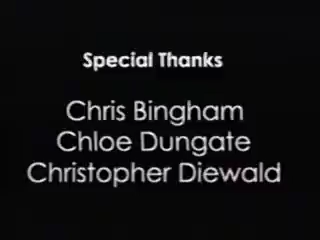 Special Thanks
Chris Bingham
Chloe Dungate
Christopher Diewald